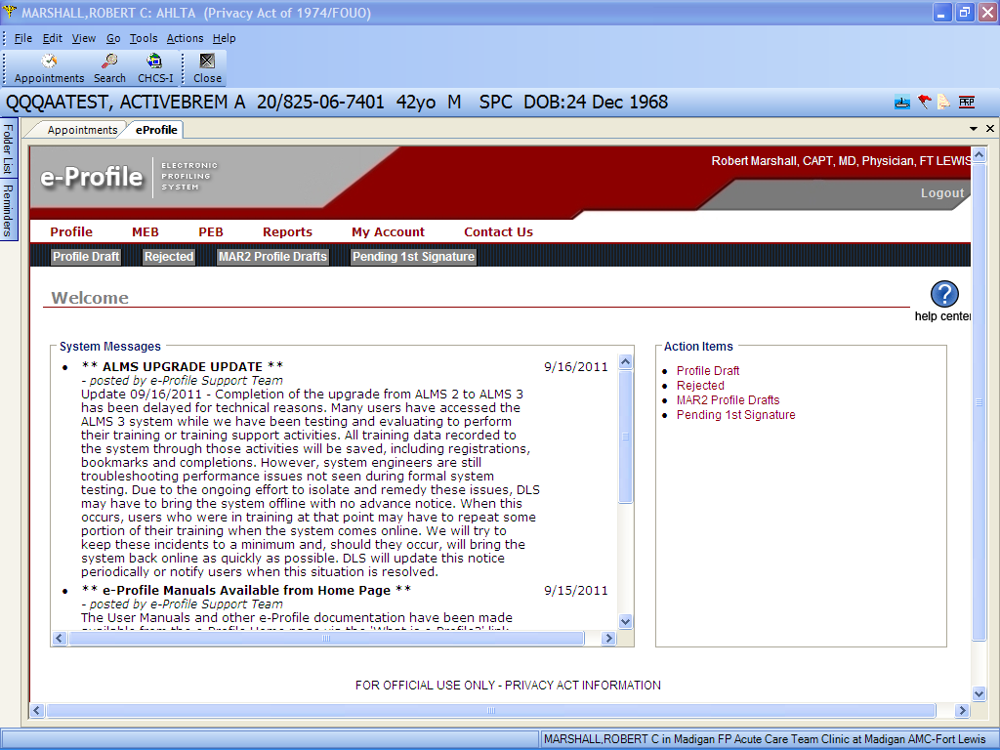 MARSHALL,ROBERT C: AHLTA (Privacy Act of 1974/FOUO)
File Edit View Go Tools Actions Help
Appointments Search CHCS-I Close
QQQAATEST, ACTIVEBREM A 20/825-06-7401 42yo M SPC DOB:24 Dec 1968
Folder List
Reminders
Appointments eProfile
e-Profile
ELECTRONIC
PROFILING
SYSTEM
Robert Marshall, CAPT, MD, Physician, FT LEWIS
Logout
Profile MEB PEB Reports My Account Contact Us
Profile Draft Rejected MAR2 Profile Drafts Pending 1st Signature
Welcome
?
help center
System Messages
** ALMS UPGRADE UPDATE ** 9/16/2011
- posted by e-Profile Support Team
Update 09/16/2011 - Completion of the upgrade from ALMS 2 to ALMS 3
has been delayed for technical reasons. Many users have accessed the
ALMS 3 system while we have been testing and evaluating to perform
their training or training support activities. All training data recorded to
the system through those activities will be saved, including registrations,
bookmarks and completions. However, system engineers are still
troubleshooting performance issues not seen during formal system
testing. Due to the ongoing effort to isolate and remedy these issues, DLS
may have to bring the system offline with no advance notice. When this
occurs, users who were in training at that point may have to repeat some
portion of their training when the system comes online. We will try to
keep these incidents to a minimum and, should they occur, will bring the
system back online as quickly as possible. DLS will update this notice
periodically or notify users when this situation is resolved.
** e-Profile Manuals Available from Home Page ** 9/15/2011
- posted by e-Profile Support Team
The User Manuals and other e-Profile documentation have been made
available from the e-Profile Home page via the 'What is e-Profile?' link
Action Items
Profile Draft
Rejected
MAR2 Profile Drafts
Pending 1st Signature
FOR OFFICIAL USE ONLY - PRIVACY ACT INFORMATION
MARSHALL,ROBERT C in Madigan FP Acute Care Team Clinic at Madigan AMC-Fort Lewis